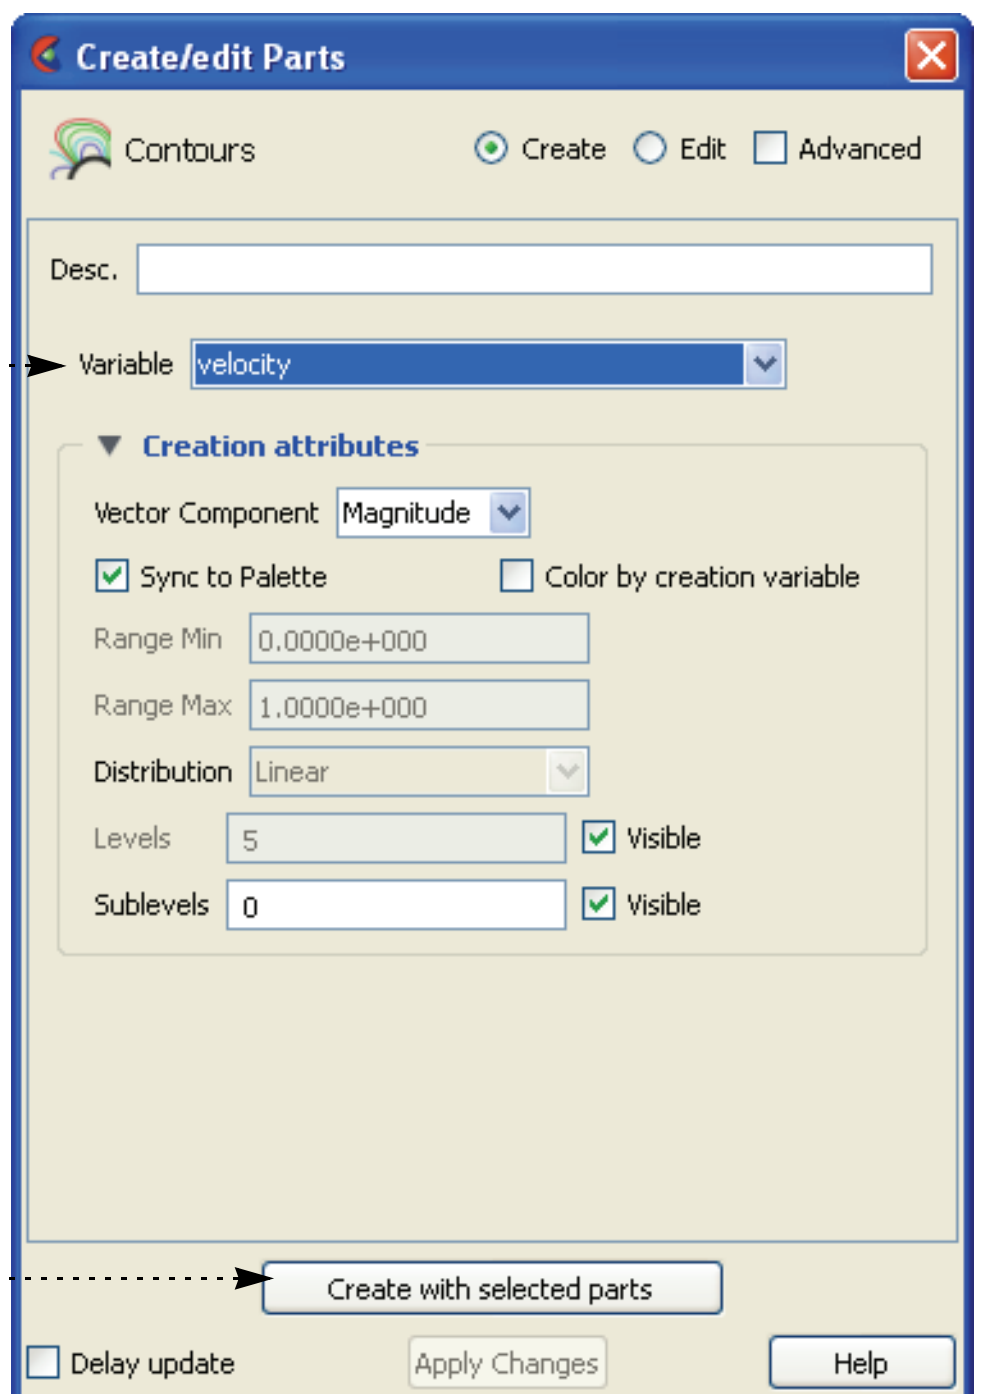 Create/edit Parts
Contours Create Edit Advanced
Desc.
Variable velocity
Creation attributes
Vector Component Magnitude
Sync to Palette Color by creation variable
Range Min 0.0000e+000
Range Max 1.0000e+000
Distribution Linear
Levels 5 Visible
Sublevels 0 Visible
Create with selected parts
Delay update Apply Changes Help